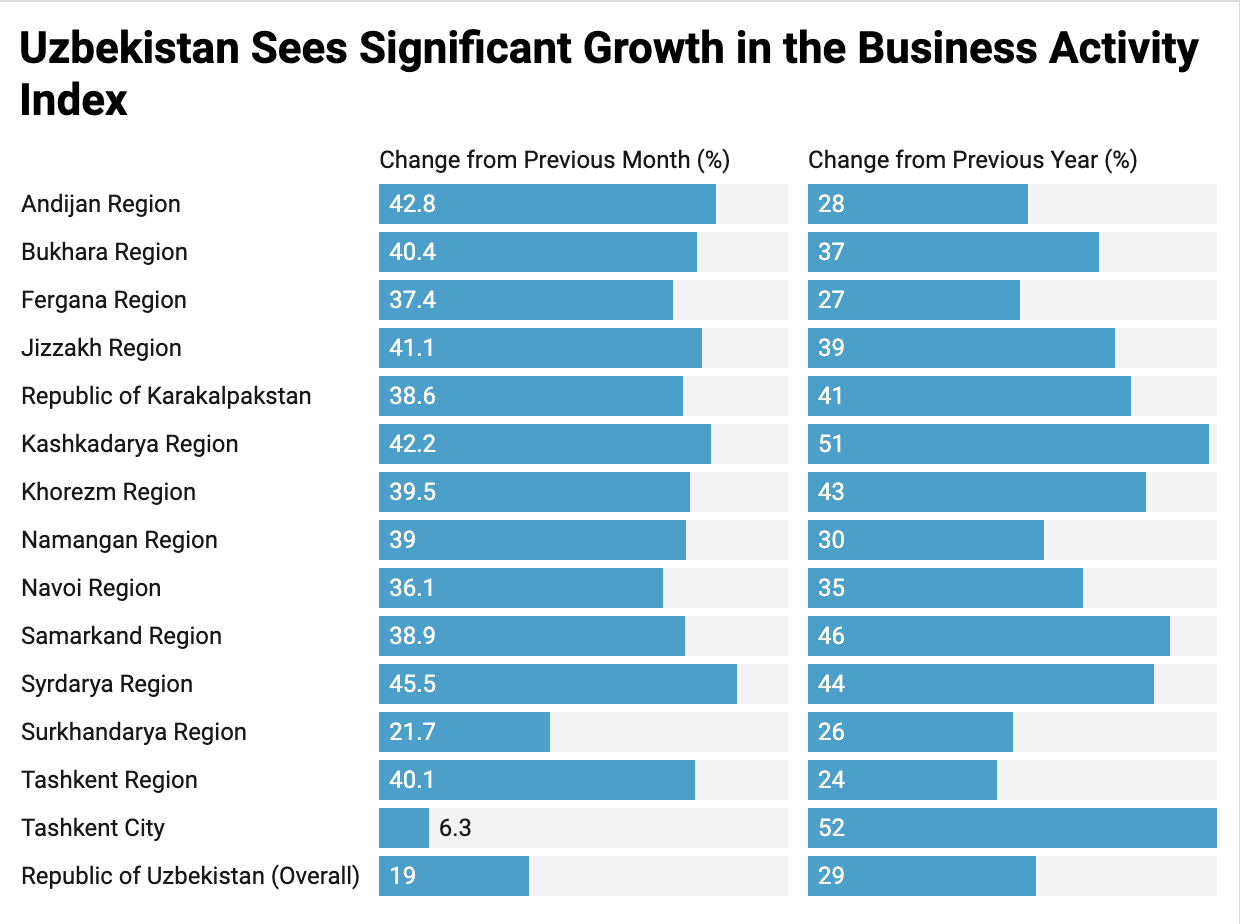 Uzbekistan Sees Significant Growth in the Business Activity
Index
Change from Previous Month (%) Change from Previous Year (%)
Andijan Region 42.8 28
Bukhara Region 40.4 37
Fergana Region 37.4 27
Jizzakh Region 41.1 39
Republic of Karakalpakstan 38.6 41
Kashkadarya Region 42.2 51
Khorezm Region 39.5 43
Namangan Region 39 30
Navoi Region 36.1 35
Samarkand Region 38.9 46
Syrdarya Region 45.5 44
Surkhandarya Region 21.7 26
Tashkent Region 40.1 24
Tashkent City 6.3 52
Republic of Uzbekistan (Overall) 19 29